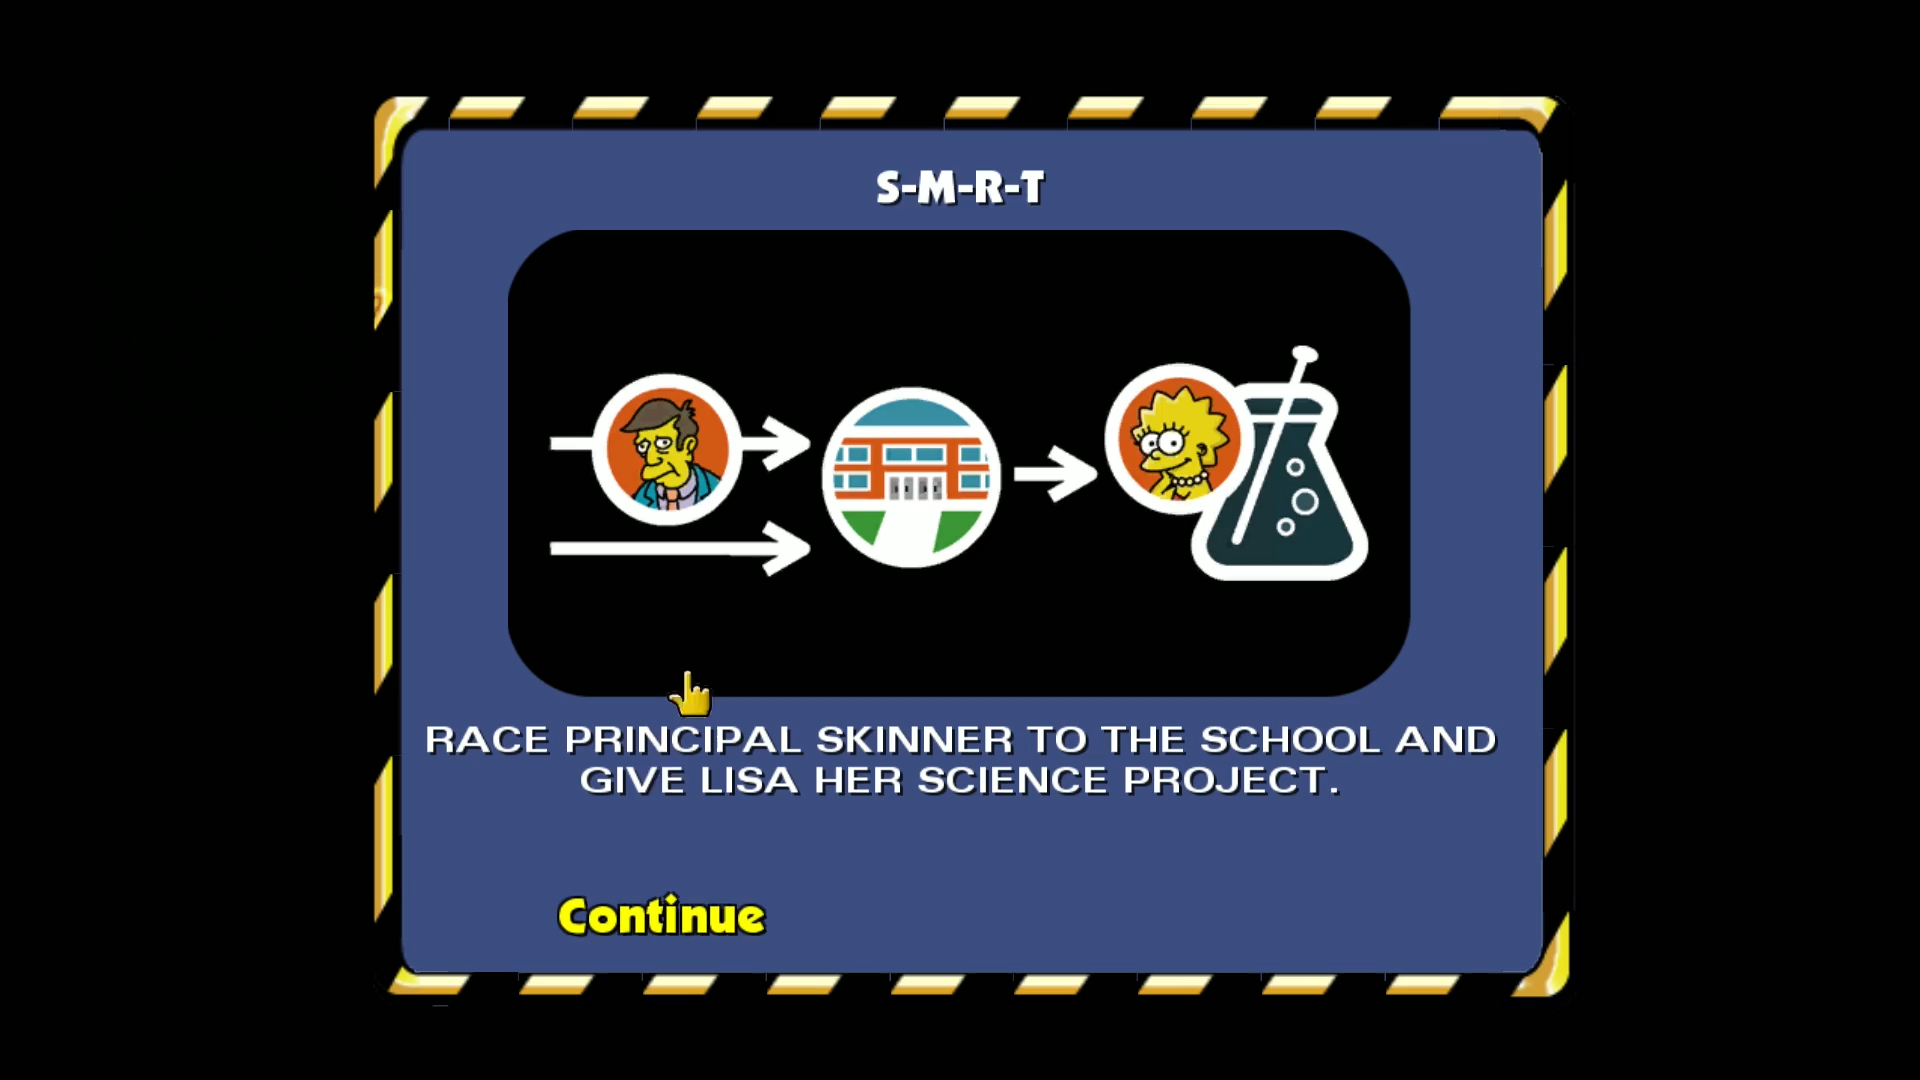 S-M-R-T
RACE PRINCIPAL SKINNER TO THE SCHOOL AND
GIVE LISA HER SCIENCE PROJECT.
Continue